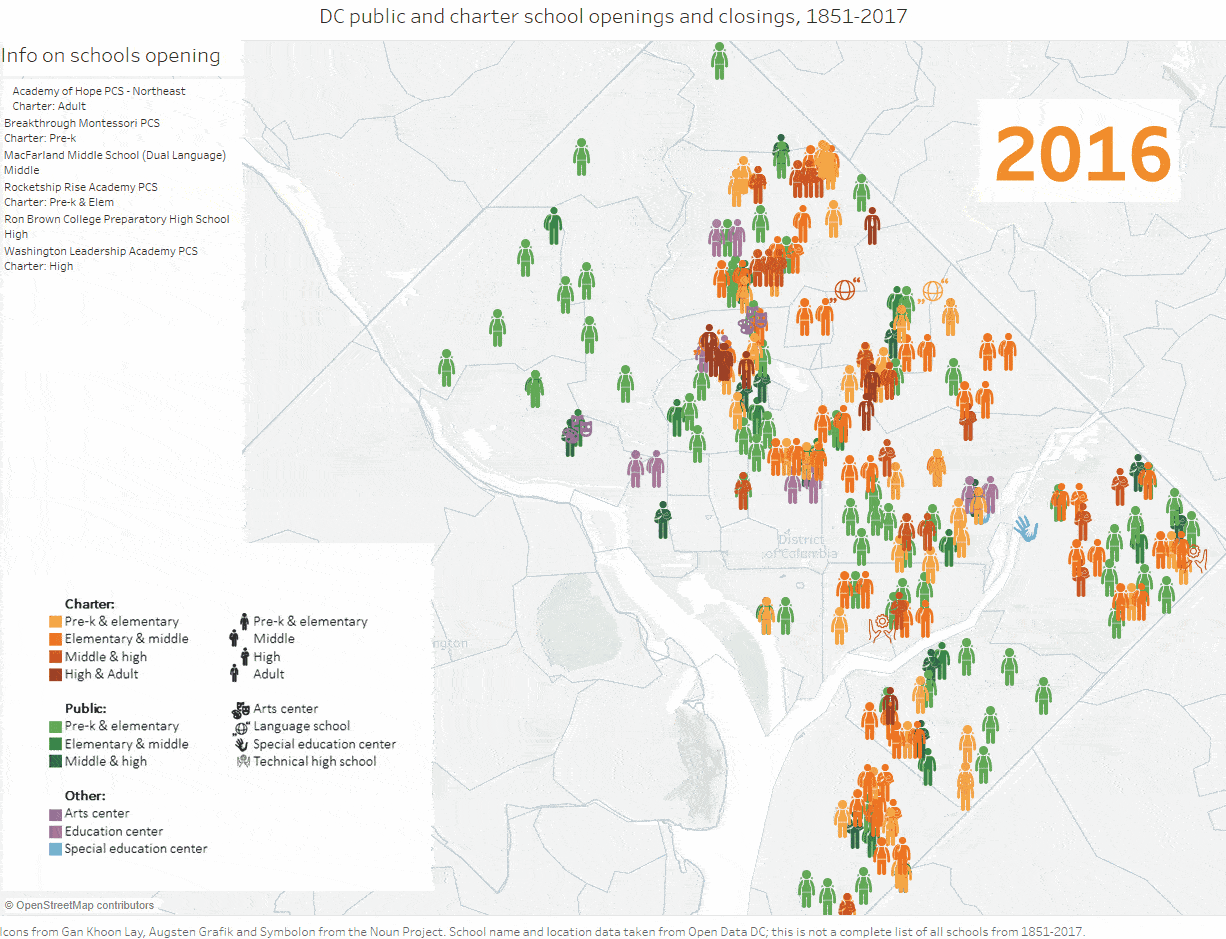 DC public and charter school openings and closings, 1851-2017
Info on schools opening
Academy of Hope PCS - Northeast
Charter: Adult
Breakthrough Montessori PCS
Charter: Pre-k
MacFarland Middle School (Dual Language)
Middle
Rocketship Rise Academy PCS
Charter: Pre-k & Elem
Ron Brown College Preparatory High School
High
Washington Leadership Academy PCS
Charter: High
2016
District
of Columbia
ngton
Charter:
Pre-k & elementary
Elementary & middle
Middle & high
High & Adult
Public:
Pre-k & elementary
Elementary & middle
Middle & high
Other:
Arts center
Education center
Special education center
Pre-k & elementary
Middle
High
Adult
Arts center
Language school
Special education center
Technical high school
© OpenStreetMap contributors
Icons from Gan Khoon Lay, Augsten Grafik and Symbolon from the Noun Project. School name and location data taken from Open Data DC; this is not a complete list of all schools from 1851-2017.